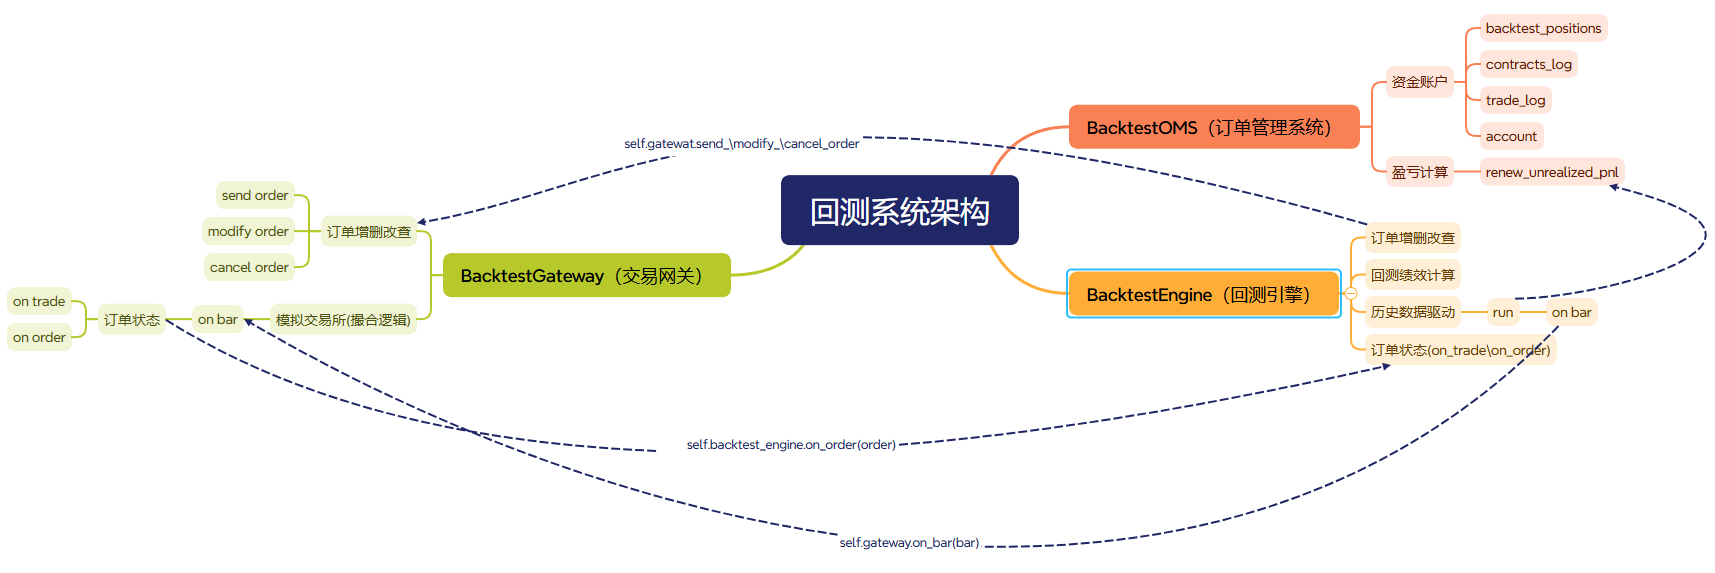 回测系统架构
BacktestOMS（订单管理系统）
资金账户
backtest_positions
contracts_log
trade_log
account
盈亏计算
renew_unrealized_pnl
BacktestEngine（回测引擎）
订单增删改查
回测绩效计算
历史数据驱动
run
on bar
订单状态(on_trade\on_order)
BacktestGateway（交易网关）
订单增删改查
send order
modify order
cancel order
模拟交易所(撮合逻辑)
on bar
订单状态
on trade
on order
self.gatewat.send_\modify_\cancel_order
self.backtest_engine.on_order(order)
self.gateway.on_bar(bar)